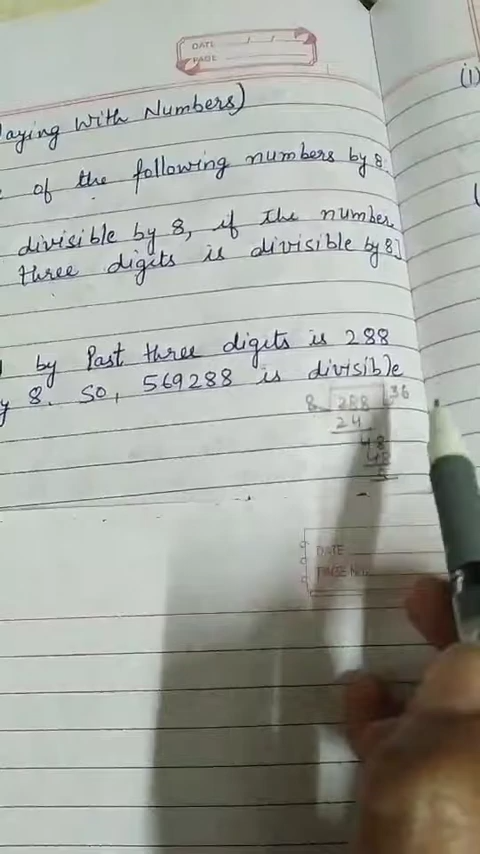 DATE / /
PAGE
(i)
aying With Numbers)
of the following numbers by 8.
divisible by 8, if the number
three digits is divisible by 8]
by Past three digits is 288
y 8. So, 569288 is divisible
8 288 36
24
48
48
DATE
PAGE No.